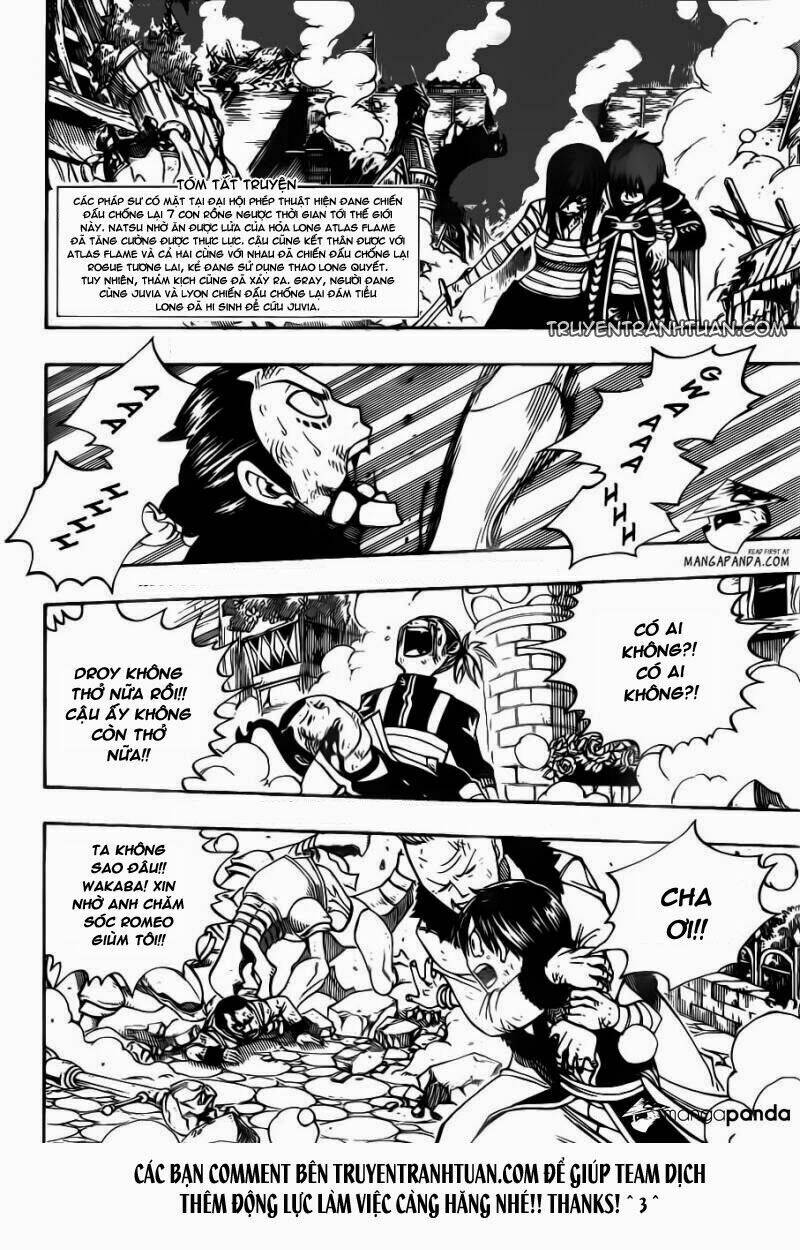 TÓM TẮT TRUYỆN
CÁC PHÁP SƯ CÓ MẶT TẠI ĐẠI HỘI PHÉP THUẬT HIỆN ĐANG CHIẾN
ĐẤU CHỐNG LẠI 7 CON RỒNG NGƯỢC THỜI GIAN TỚI THẾ GIỚI
NÀY. NATSU NHỜ ĂN ĐƯỢC LỬA CỦA HỎA LONG ATLAS FLAME
ĐÃ TĂNG CƯỜNG ĐƯỢC THỰC LỰC. CẬU CŨNG KẾT THÂN ĐƯỢC VỚI
ATLAS FLAME VÀ CẢ HAI CÙNG VỚI NHAU ĐÃ CHIẾN ĐẤU CHỐNG LẠI
ROGUE TƯƠNG LAI, KẺ ĐANG SỬ DỤNG THAO LONG QUYẾT.
TUY NHIÊN, THẢM KỊCH CŨNG ĐÃ XẢY RA. GRAY, NGƯỜI ĐANG
CÙNG JUVIA VÀ LYON CHIẾN ĐẤU CHỐNG LẠI ĐÁM TIỂU
LONG ĐÃ HI SINH ĐỂ CỨU JUVIA.
TRUYENTRANHTUAN.COM
GWA
AAA
HHH
AAA
AAA
HHH
HHH
READ FIRST AT
MANGAPANDA.COM
CÓ AI
KHÔNG?!
CÓ AI
KHÔNG?!
DROY KHÔNG
THỞ NỮA RỒI!!
CẬU ẤY KHÔNG
CÒN THỞ
NỮA!!
CHA
ƠI!!
TA KHÔNG
SAO ĐÂU!!
WAKABA! XIN
NHỜ ANH CHĂM
SÓC ROMEO
GIÙM TÔI!!
mangapanda
CÁC BẠN COMMENT BÊN TRUYENTRANHTUAN.COM ĐỂ GIÚP TEAM DỊCH
THÊM ĐỘNG LỰC LÀM VIỆC CÀNG HĂNG NHÉ!! THANKS! ^3^